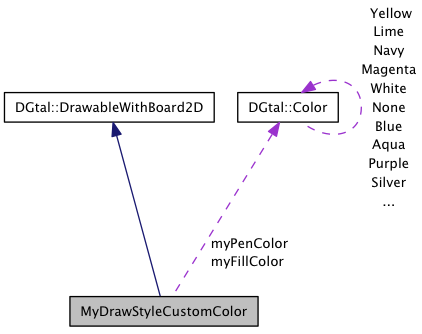 Yellow
Lime
Navy
Magenta
White
None
Blue
Aqua
Purple
Silver
...
DGtal::DrawableWithBoard2D
DGtal::Color
myPenColor
myFillColor
MyDrawStyleCustomColor